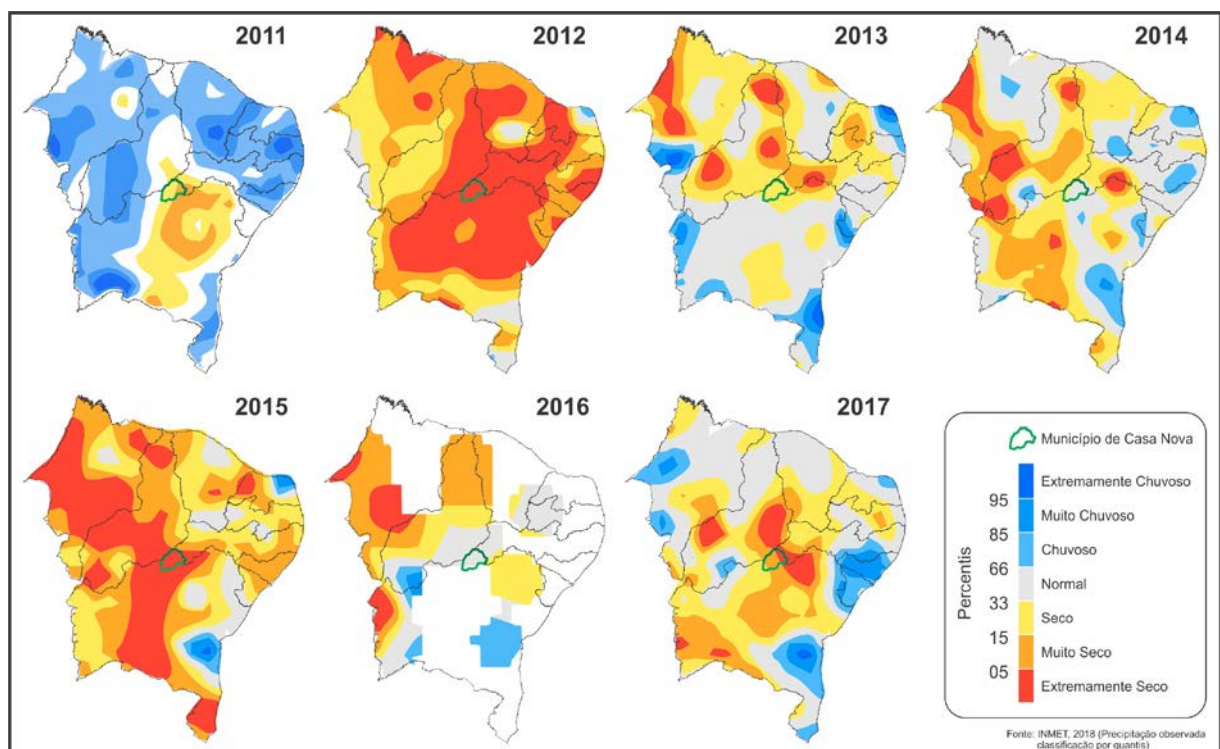 2011
2012
2013
2014
2015
2016
2017
Município de Casa Nova
Percentis
Extremamente Chuvoso
95
Muito Chuvoso
85
Chuvoso
66
Normal
33
Seco
15
Muito Seco
05
Extremamente Seco
Fonte: INMET, 2018 (Precipitação observada
classificação por quantis)